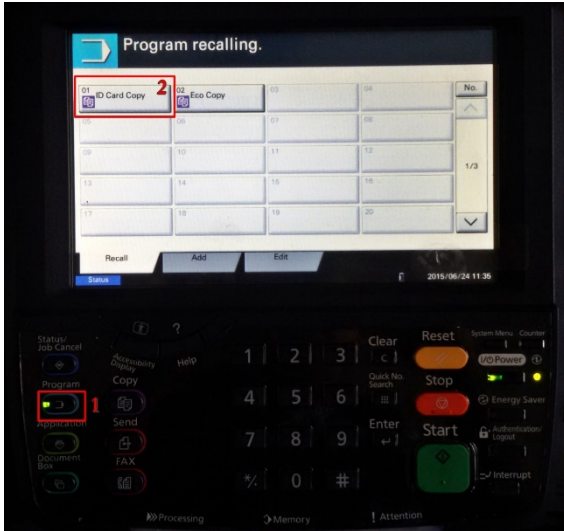 Program recalling.
01 ID Card Copy 2 02 Eco Copy 03 04 No.
05 06 07 08
09 10 11 12 1/3
13 14 15 16
17 18 19 20
Recall Add Edit
Status 2015/06/24 11:35
Status/
Job Cancel
Accessibility
Display
Help
Program
1
Copy
Application
Send
Document
Box
FAX
1 2 3
4 5 6
7 8 9
*/. 0 #
Clear
C
Quick No.
Search
Enter
Reset
Stop
Start
System Menu Counter
Power
Energy Saver
Authentication/
Logout
Interrupt
Processing Memory Attention